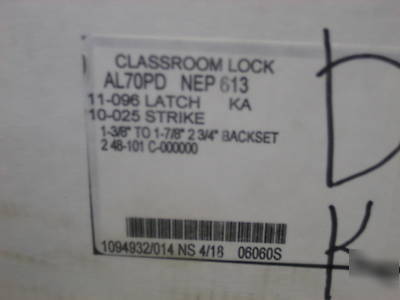 CLASSROOM LOCK
AL70PD NEP 613
11-096 LATCH KA
10-025 STRIKE
1-3/8" TO 1-7/8" 2 3/4" BACKSET
2 48-101 C-000000
1094932/014 NS 4/18 06060S
D
K